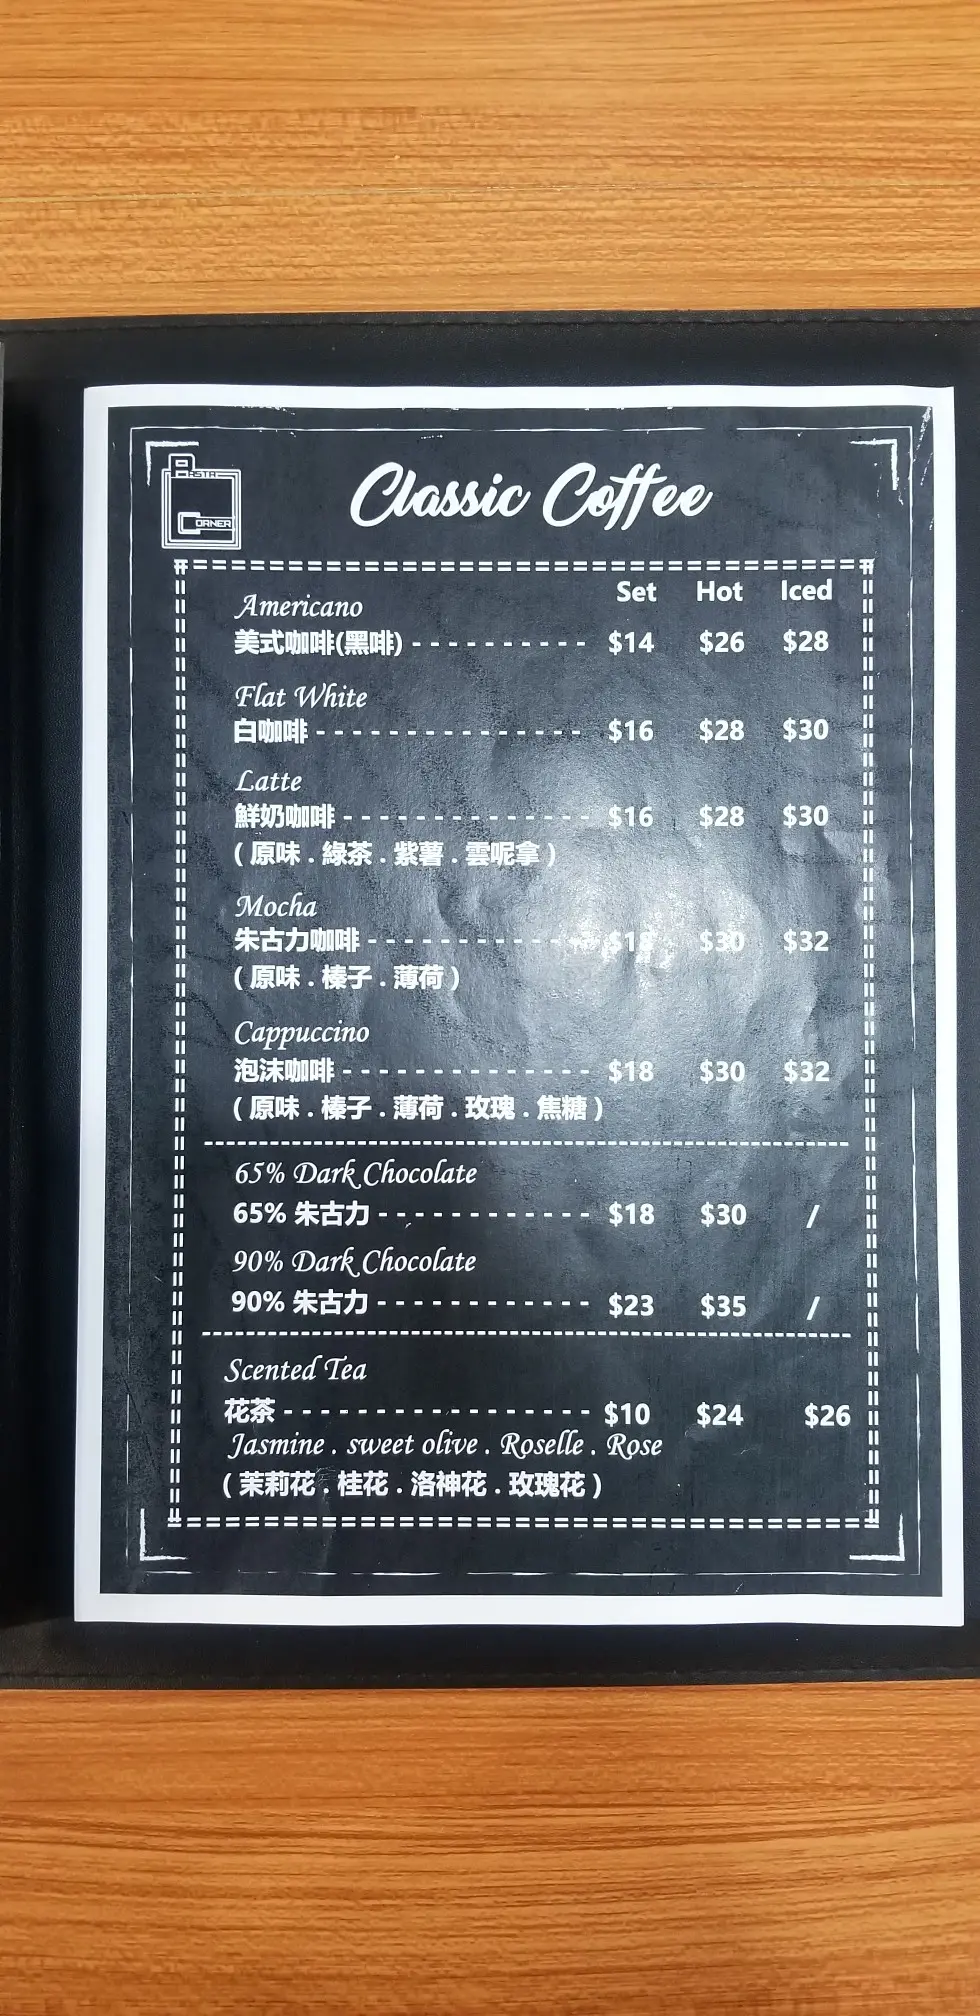 PASTA
CORNER
Classic Coffee
Set Hot Iced
Americano
美式咖啡(黑啡) - - - - - - - - - - $14 $26 $28
Flat White
白咖啡 - - - - - - - - - - - - - - - $16 $28 $30
Latte
鮮奶咖啡 - - - - - - - - - - - - - - $16 $28 $30
( 原味 . 綠茶 . 紫薯 . 雲呢拿 )
Mocha
朱古力咖啡 - - - - - - - - - - - - - $18 $30 $32
( 原味 . 榛子 . 薄荷 )
Cappuccino
泡沫咖啡 - - - - - - - - - - - - - - $18 $30 $32
( 原味 . 榛子 . 薄荷 . 玫瑰 . 焦糖 )
65% Dark Chocolate
65% 朱古力 - - - - - - - - - - - - $18 $30 /
90% Dark Chocolate
90% 朱古力 - - - - - - - - - - - - $23 $35 /
Scented Tea
花茶 - - - - - - - - - - - - - - - - - $10 $24 $26
Jasmine . sweet olive . Roselle . Rose
( 茉莉花 . 桂花 . 洛神花 . 玫瑰花 )